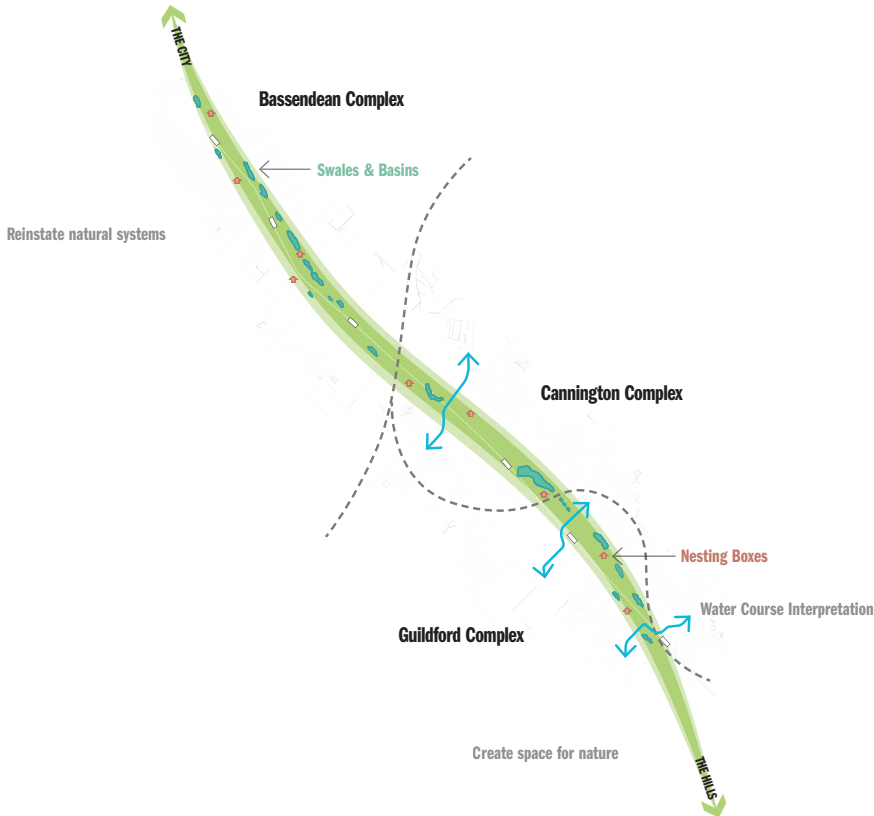 THE CITY
Bassendean Complex
Swales & Basins
Reinstate natural systems
Cannington Complex
Nesting Boxes
Water Course Interpretation
Guildford Complex
Create space for nature
THE HILLS